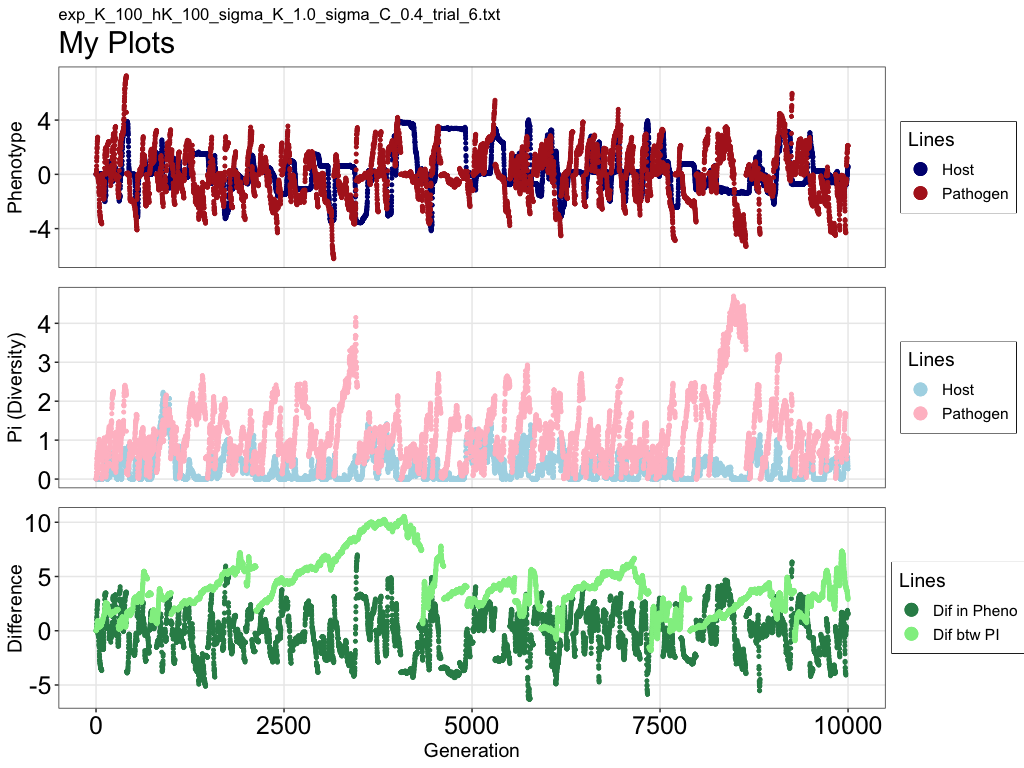 exp_K_100_hK_100_sigma_K_1.0_sigma_C_0.4_trial_6.txt
My Plots
Phenotype
4
0
-4
Lines
Host
Pathogen
Pi (Diversity)
4
3
2
1
0
Lines
Host
Pathogen
Difference
10
5
0
-5
Lines
Dif in Pheno
Dif btw PI
0
2500
5000
7500
10000
Generation